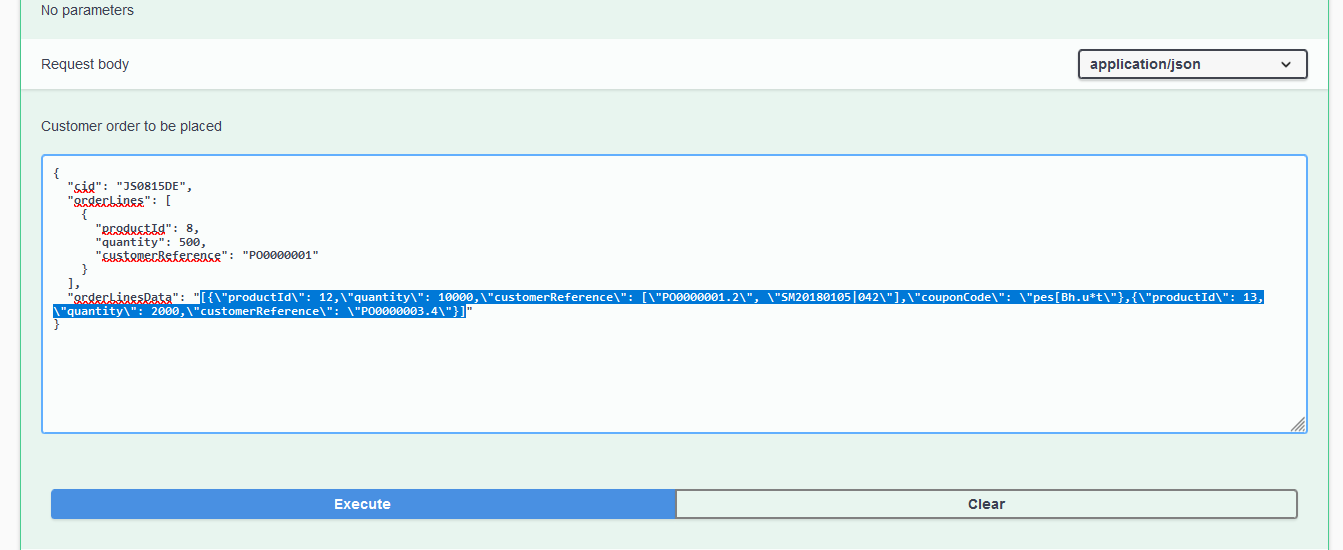 No parameters
Request body
application/json
Customer order to be placed
{
  "cid": "JS0815DE",
  "orderLines": [
    {
      "productId": 8,
      "quantity": 500,
      "customerReference": "PO0000001"
    }
  ],
  "orderLinesData": "[{\"productId\": 12,\"quantity\": 10000,\"customerReference\": [\"PO0000001.2\", \"SM20180105|042\"],\"couponCode\": \"pes[Bh.u*t\"},{\"productId\": 13,
\"quantity\": 2000,\"customerReference\": \"PO0000003.4\"}]"
}
Execute
Clear